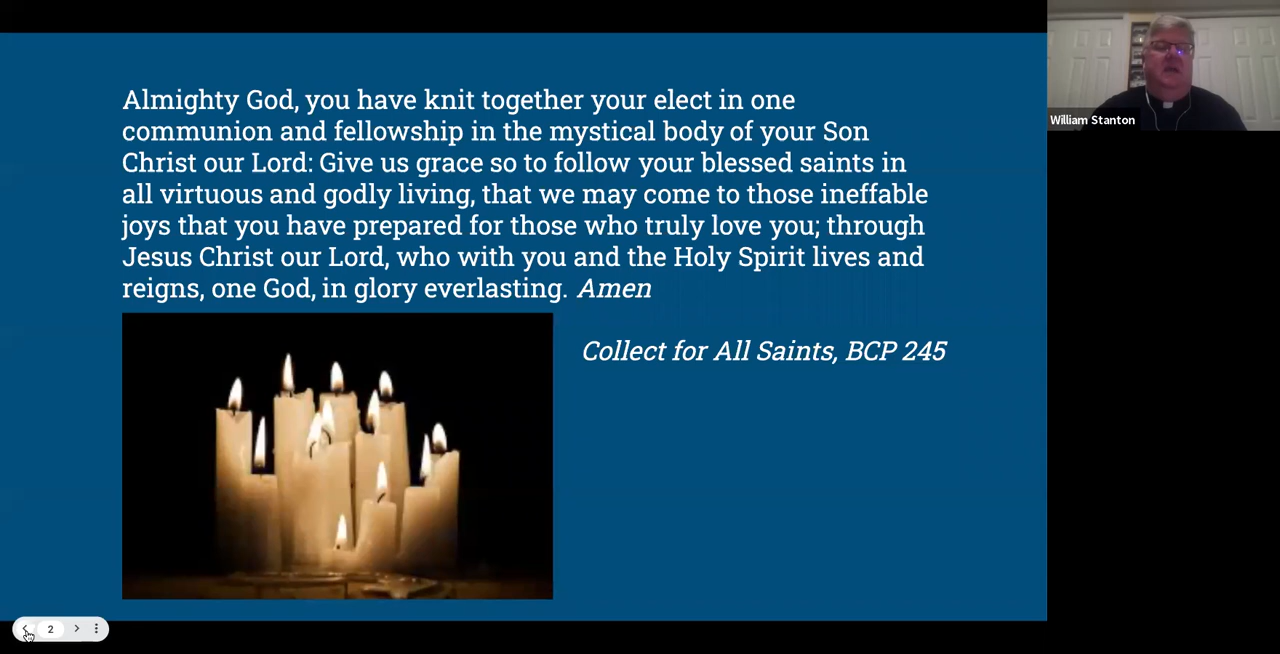 Almighty God, you have knit together your elect in one
communion and fellowship in the mystical body of your Son
Christ our Lord: Give us grace so to follow your blessed saints in
all virtuous and godly living, that we may come to those ineffable
joys that you have prepared for those who truly love you; through
Jesus Christ our Lord, who with you and the Holy Spirit lives and
reigns, one God, in glory everlasting. Amen
Collect for All Saints, BCP 245
William Stanton
2